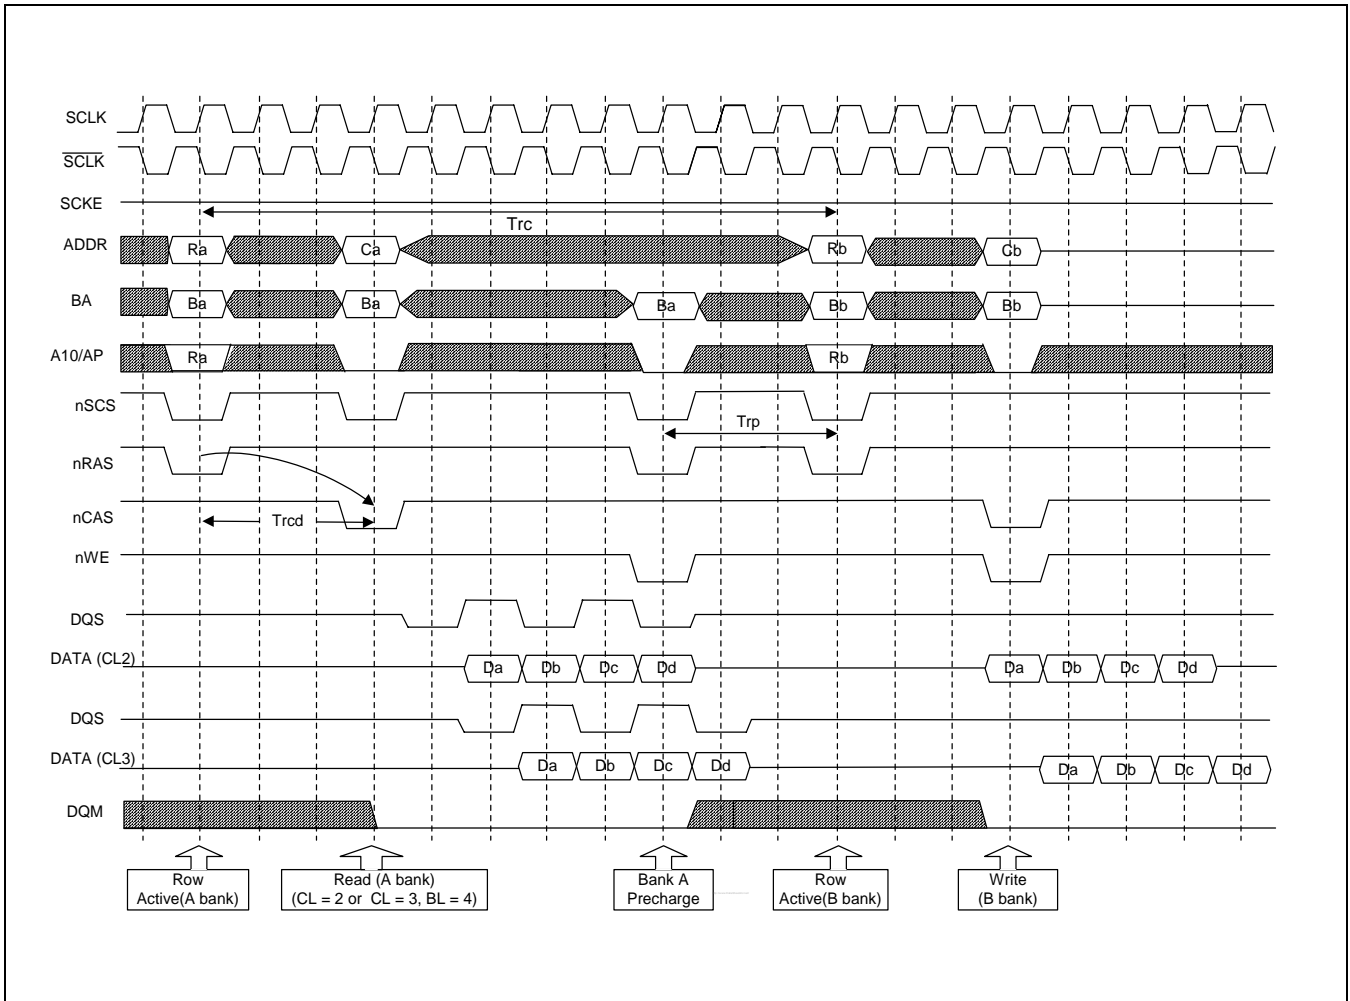 SCLK
SCLK
SCKE
Trc
ADDR Ra Ca Rb Cb
BA Ba Ba Ba Bb Bb
A10/AP Ra Rb
nSCS
Trp
nRAS
nCAS
Trcd
nWE
DQS
DATA (CL2) Da Db Dc Dd Da Db Dc Dd
DQS
DATA (CL3) Da Db Dc Dd Da Db Dc Dd
DQM
Row
Active(A bank)
Read (A bank)
(CL = 2 or CL = 3, BL = 4)
Bank A
Precharge
Row
Active(B bank)
Write
(B bank)